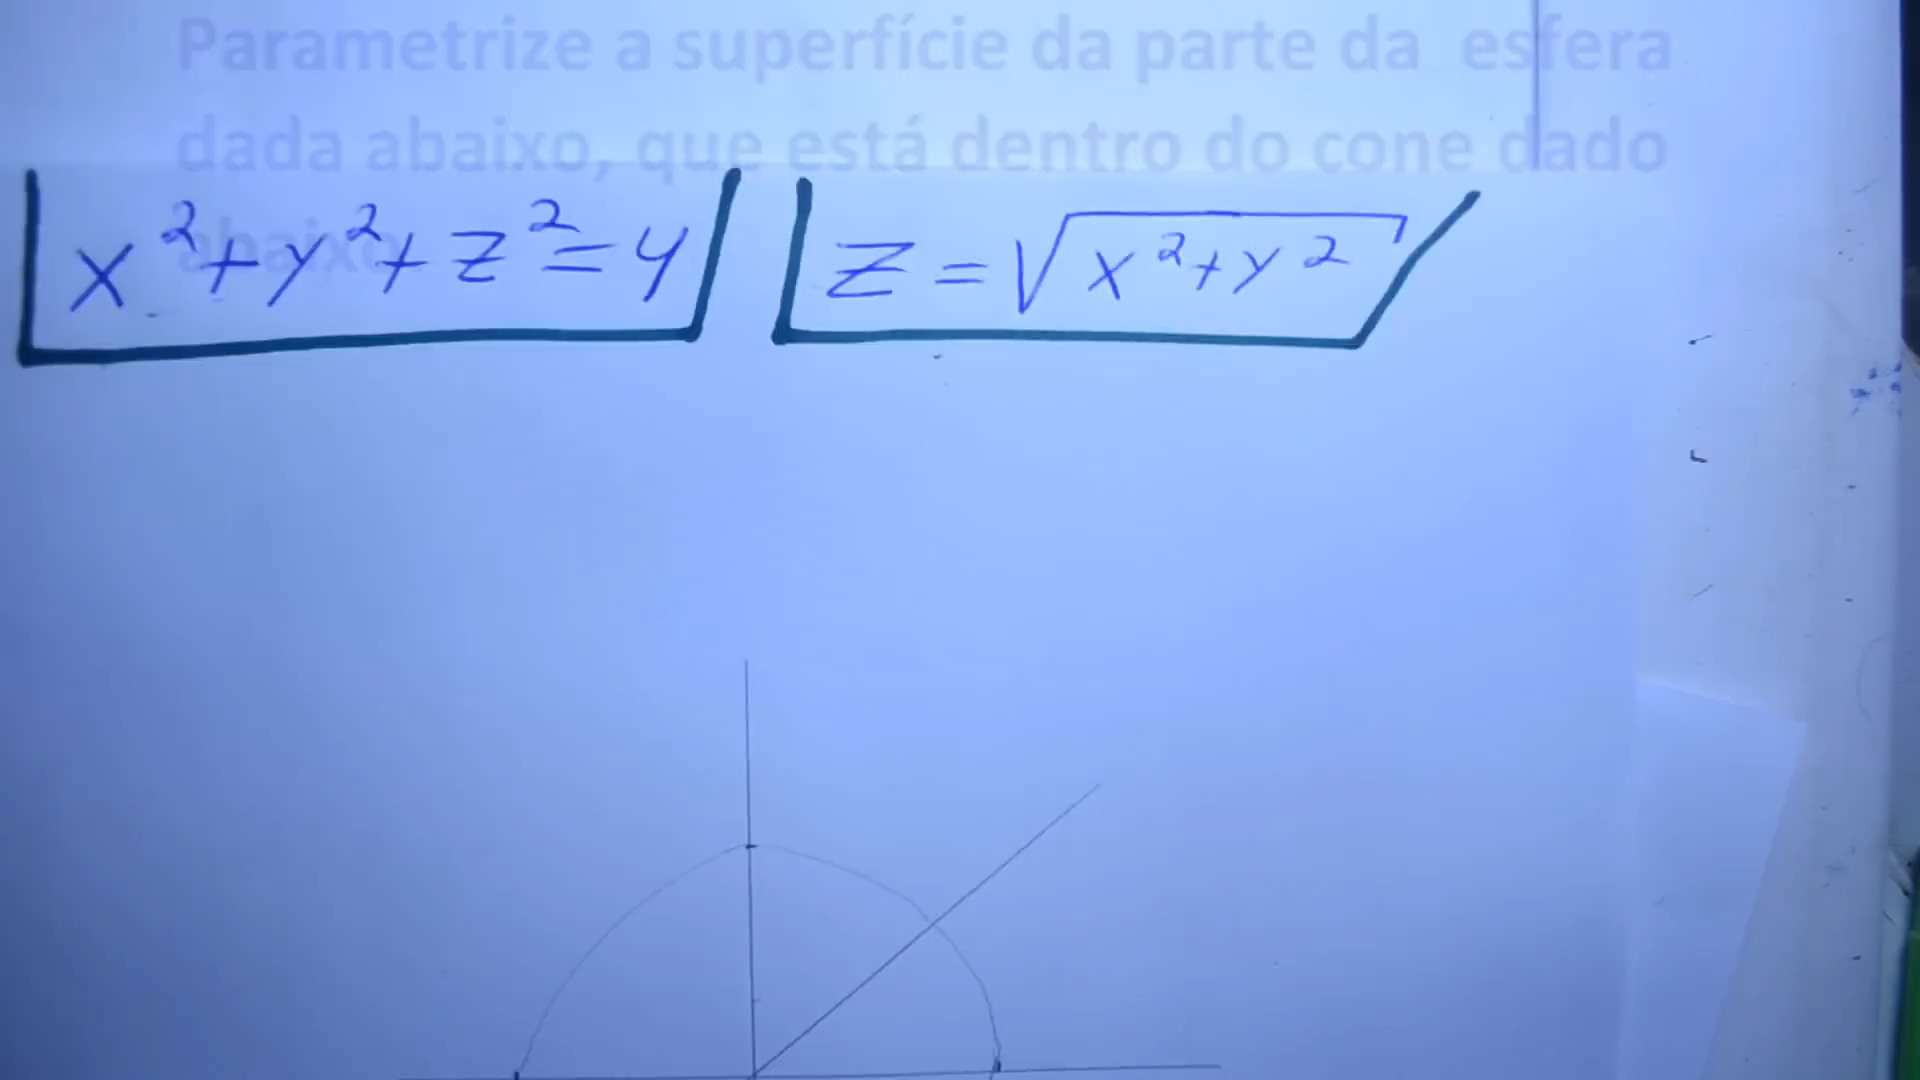 Parametrize a superfície da parte da esfera
dada abaixo, que está dentro do cone dado
abaixo
x²+y²+z²=4
z=√x²+y²